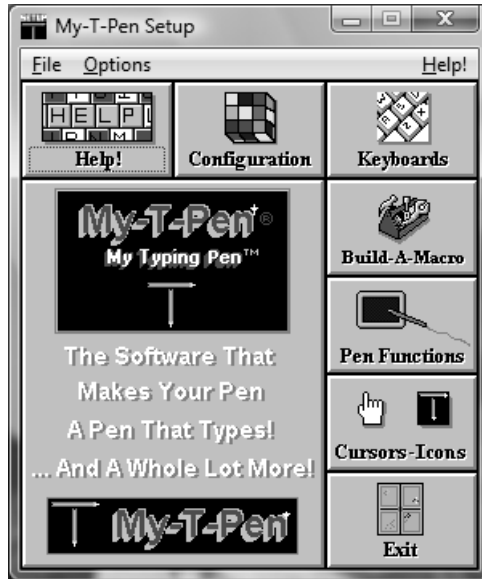 My-T-Pen Setup
File Options Help!
HELP
Help! Configuration Keyboards
My-T-Pen®
My Typing Pen™
Build-A-Macro
Pen Functions
The Software That
Makes Your Pen
A Pen That Types!
... And A Whole Lot More!
Cursors-Icons
My-T-Pen
Exit